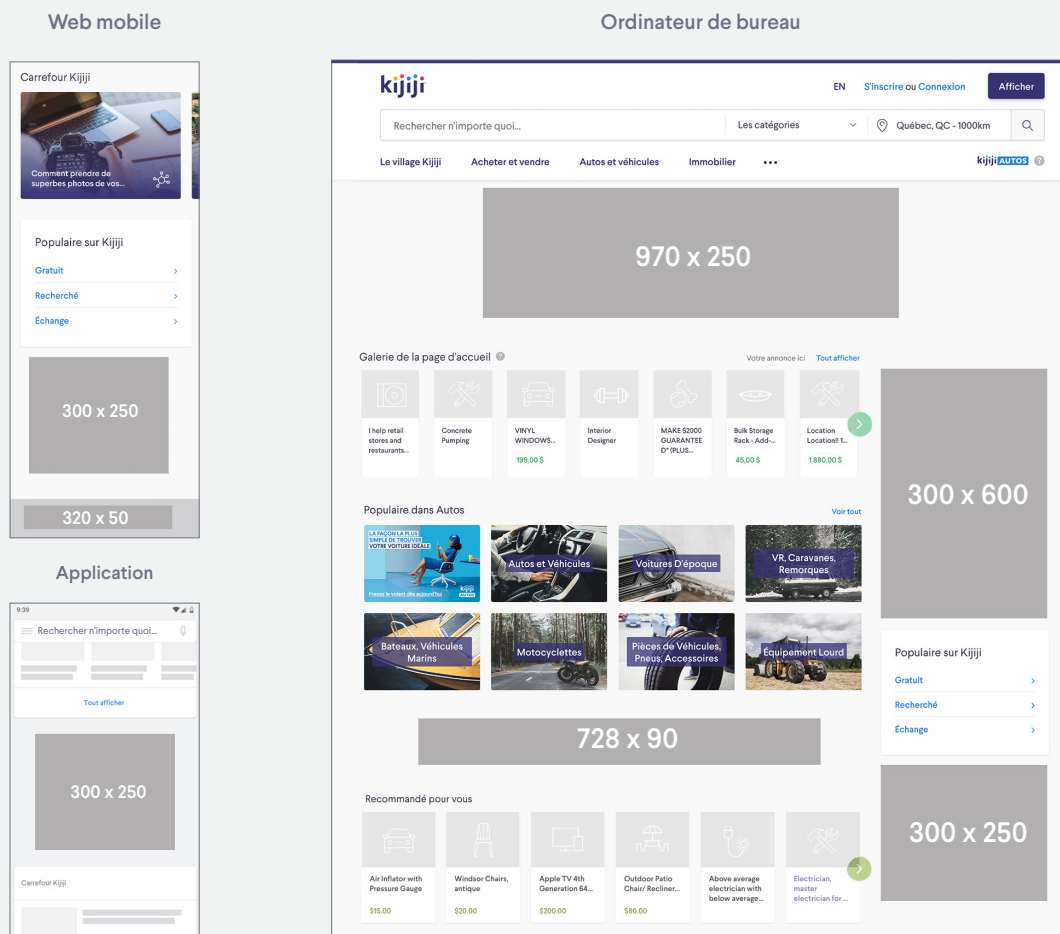 Web mobile
Carrefour Kijiji
Comment prendre de
superbes photos de vos...
Populaire sur Kijiji
Gratuit
Recherché
Échange
300 x 250
320 x 50
Application
9:39
Rechercher n'importe quoi...
Tout afficher
300 x 250
Carrefour Kijiji
Ordinateur de bureau
kijiji
EN
S'inscrire ou Connexion
Afficher
Rechercher n'importe quoi...
Les catégories
Québec, QC - 1000km
Le village Kijiji
Acheter et vendre
Autos et véhicules
Immobilier
•••
kijiji AUTOS ?
970 x 250
Galerie de la page d'accueil ?
Votre annonce ici
Tout afficher
I help retail
stores and
restaurants...
Concrete
Pumping
VINYL
WINDOWS...
199,00 $
Interior
Designer
MAKE $2000
GUARANTEE
D* (PLUS...
Bulk Storage
Rack - Add-...
45,00 $
Location
Location!! 1...
1 880,00 $
300 x 600
Populaire dans Autos
Voir tout
LA FAÇON LA PLUS
SIMPLE DE TROUVER
VOTRE VOITURE IDÉALE
Prenez le volant dès aujourd'hui
kijiji
AUTOS
Autos et Véhicules
Voitures D'époque
VR, Caravanes,
Remorques
Bateaux, Véhicules
Marins
Motocyclettes
Pièces de Véhicules,
Pneus, Accessoires
Équipement Lourd
Populaire sur Kijiji
Gratuit
Recherché
Échange
728 x 90
300 x 250
Recommandé pour vous
Air Inflator with
Pressure Gauge
$15.00
Windsor Chairs,
antique
$20.00
Apple TV 4th
Generation 64...
$200.00
Outdoor Patio
Chair/ Recliner...
$80.00
Above average
electrician with
below average...
Electrician,
master
electrician for ...